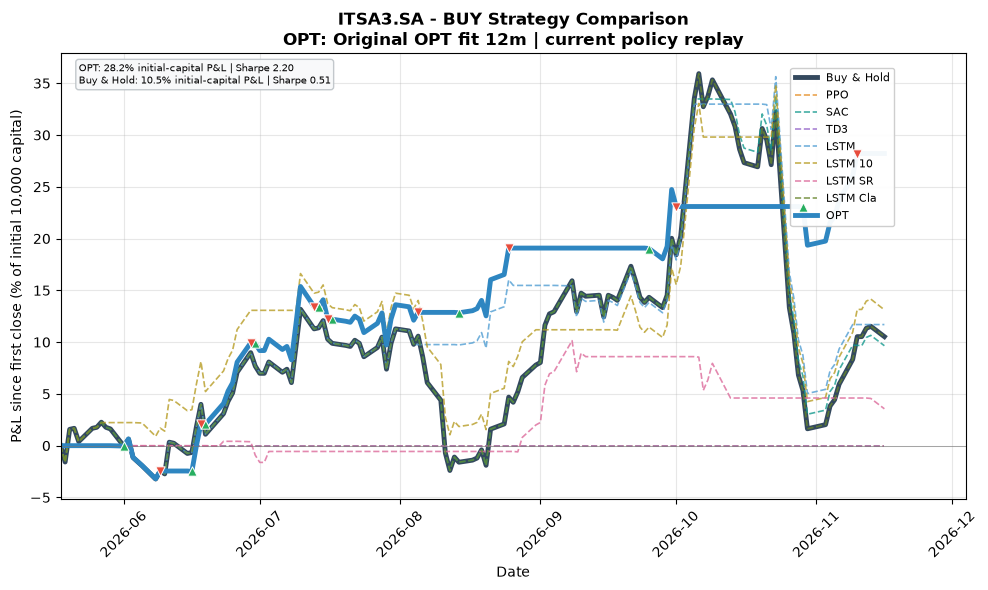 ITSA3.SA - BUY Strategy Comparison
OPT: Original OPT fit 12m | current policy replay
OPT: 28.2% initial-capital P&L | Sharpe 2.20
Buy & Hold: 10.5% initial-capital P&L | Sharpe 0.51
Buy & Hold
PPO
SAC
TD3
LSTM
LSTM 10
LSTM SR
LSTM Cla
OPT
P&L since first close (% of initial 10,000 capital)
35
30
25
20
15
10
5
0
−5
2026-06
2026-07
2026-08
2026-09
2026-10
2026-11
2026-12
Date